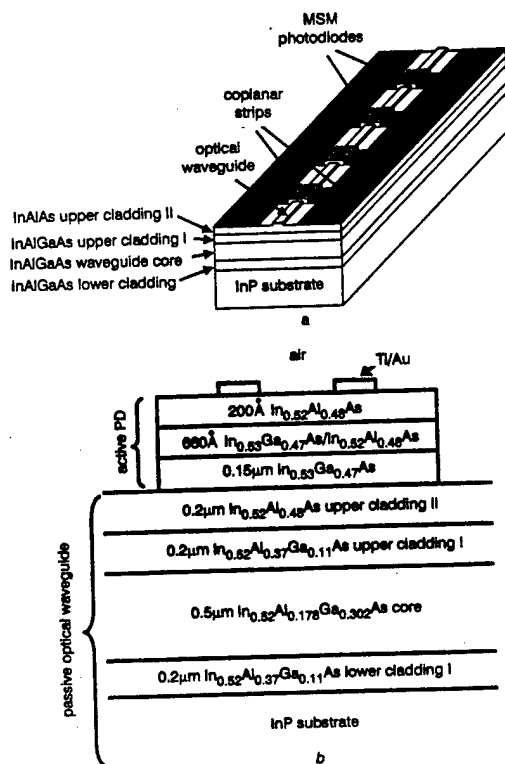 MSM
photodiodes
coplanar
strips
optical
waveguide
InAlAs upper cladding II
InAlGaAs upper cladding I
InAlGaAs waveguide core
InAlGaAs lower cladding
InP substrate
a
air
Ti/Au
active PD
200Å In0.52Al0.48As
660Å In0.53Ga0.47As/In0.52Al0.48As
0.15µm In0.53Ga0.47As
passive optical waveguide
0.2µm In0.52Al0.48As upper cladding II
0.2µm In0.52Al0.37Ga0.11As upper cladding I
0.5µm In0.52Al0.178Ga0.302As core
0.2µm In0.52Al0.37Ga0.11As lower cladding I
InP substrate
b